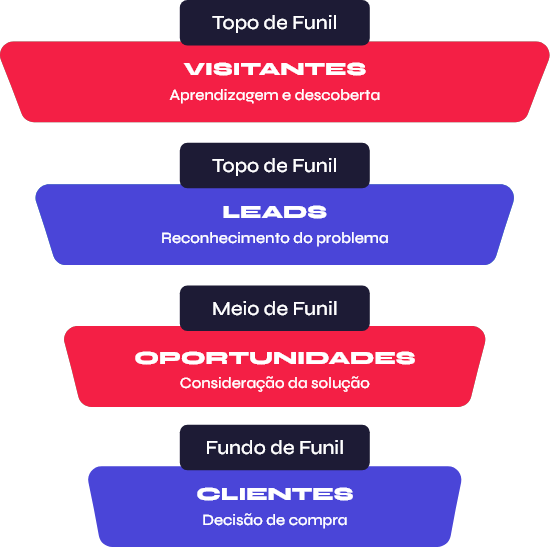 Topo de Funil
VISITANTES
Aprendizagem e descoberta
Topo de Funil
LEADS
Reconhecimento do problema
Meio de Funil
OPORTUNIDADES
Consideração da solução
Fundo de Funil
CLIENTES
Decisão de compra